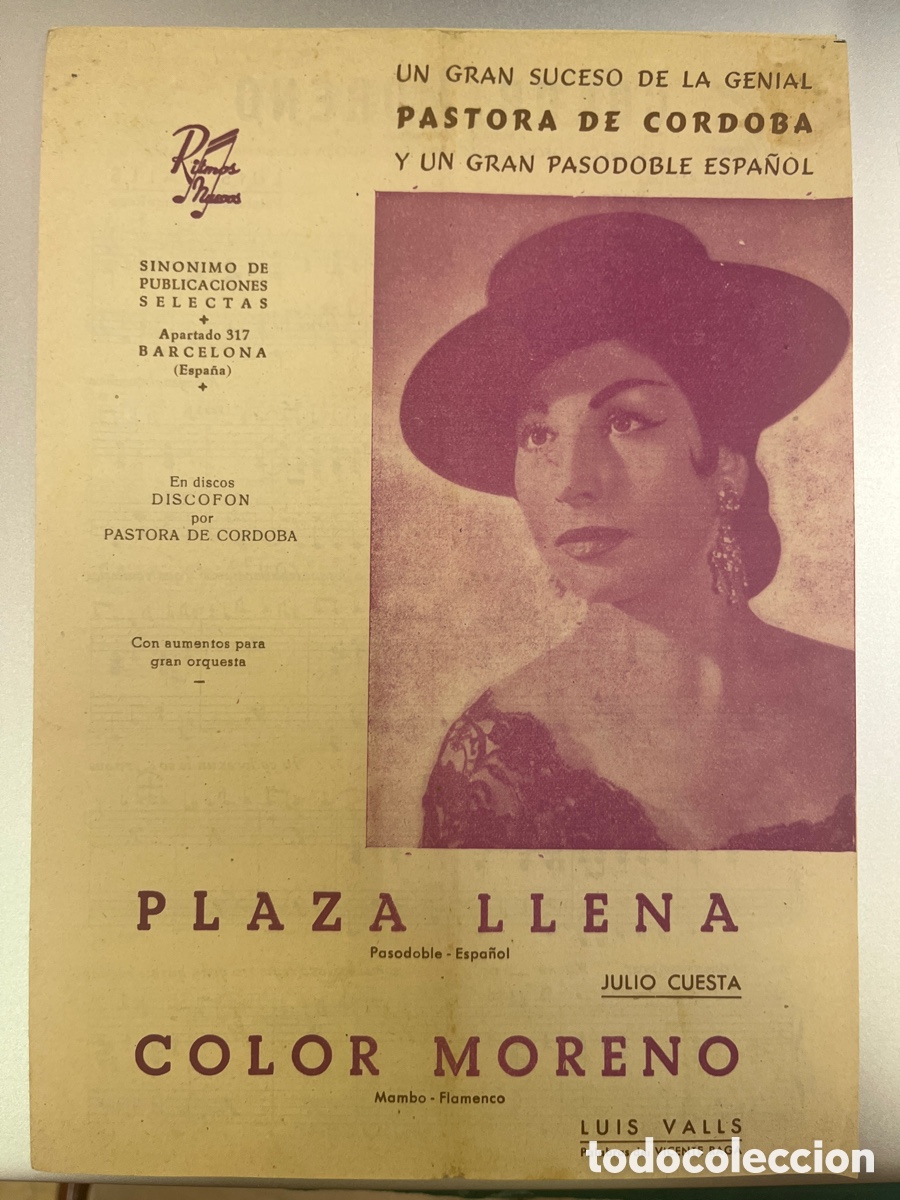 UN GRAN SUCESO DE LA GENIAL
PASTORA DE CORDOBA
Y UN GRAN PASODOBLE ESPAÑOL
Ritmos
Nuevos
SINONIMO DE
PUBLICACIONES
SELECTAS
Apartado 317
BARCELONA
(España)
En discos
DISCOFON
por
PASTORA DE CORDOBA
Con aumentos para
gran orquesta
PLAZA LLENA
Pasodoble - Español
JULIO CUESTA
COLOR MORENO
Mambo - Flamenco
LUIS VALLS
VICENTE RAGA
todocoleccion